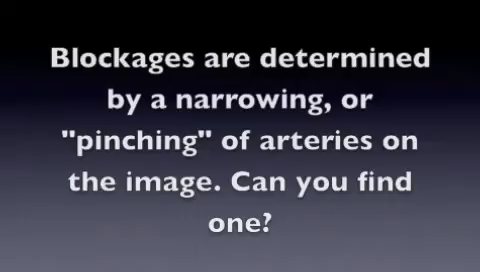 Blockages are determined
by a narrowing, or
"pinching" of arteries on
the image. Can you find
one?